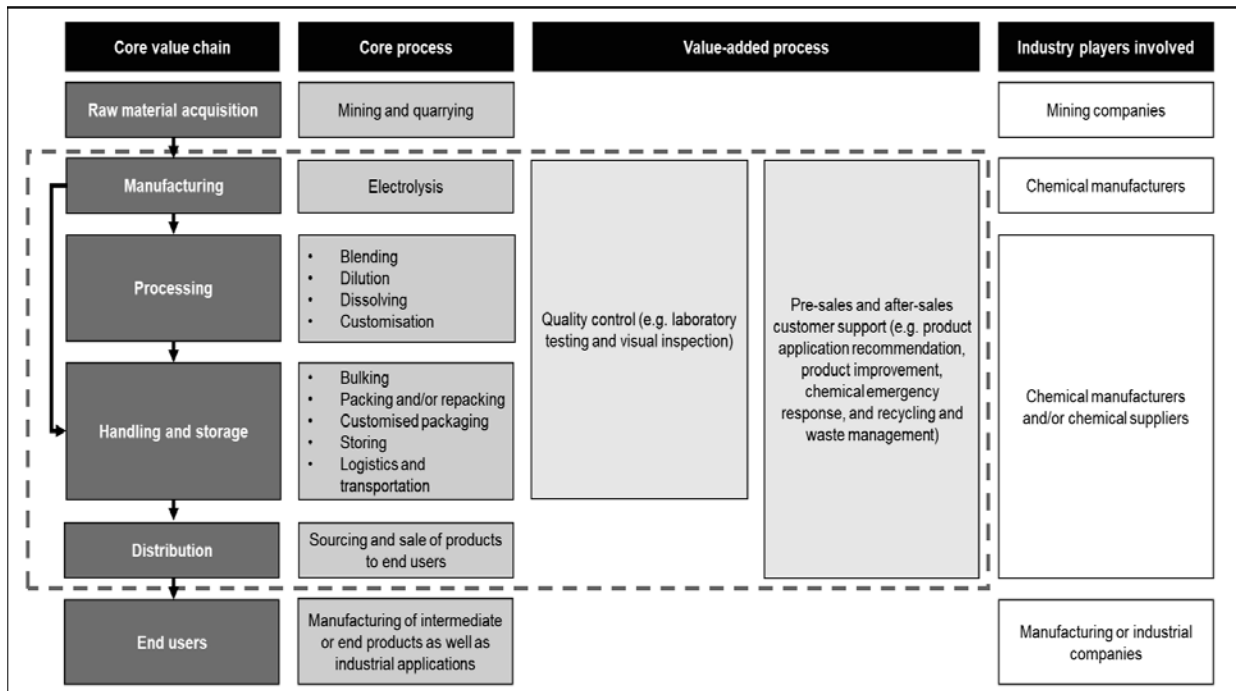 Core value chain
Core process
Value-added process
Industry players involved
Raw material acquisition
Mining and quarrying
Mining companies
Manufacturing
Electrolysis
Chemical manufacturers
Processing
• Blending
• Dilution
• Dissolving
• Customisation
Handling and storage
• Bulking
• Packing and/or repacking
• Customised packaging
• Storing
• Logistics and
transportation
Quality control (e.g. laboratory
testing and visual inspection)
Pre-sales and after-sales
customer support (e.g. product
application recommendation,
product improvement,
chemical emergency
response, and recycling and
waste management)
Chemical manufacturers
and/or chemical suppliers
Distribution
Sourcing and sale of products
to end users
End users
Manufacturing of intermediate
or end products as well as
industrial applications
Manufacturing or industrial
companies